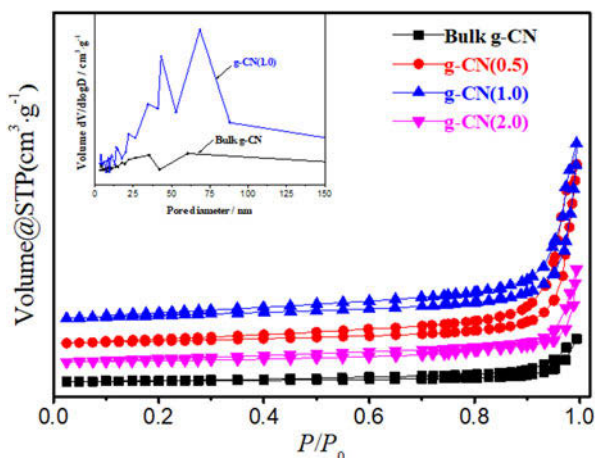 Volume@STP(cm³·g⁻¹)
Volume dV/dlogD / cm³·g⁻¹
g-CN(1.0)
Bulk g-CN
0 25 50 75 100 125 150
Pore diameter / nm
Bulk g-CN
g-CN(0.5)
g-CN(1.0)
g-CN(2.0)
0.0 0.2 0.4 0.6 0.8 1.0
P/P₀